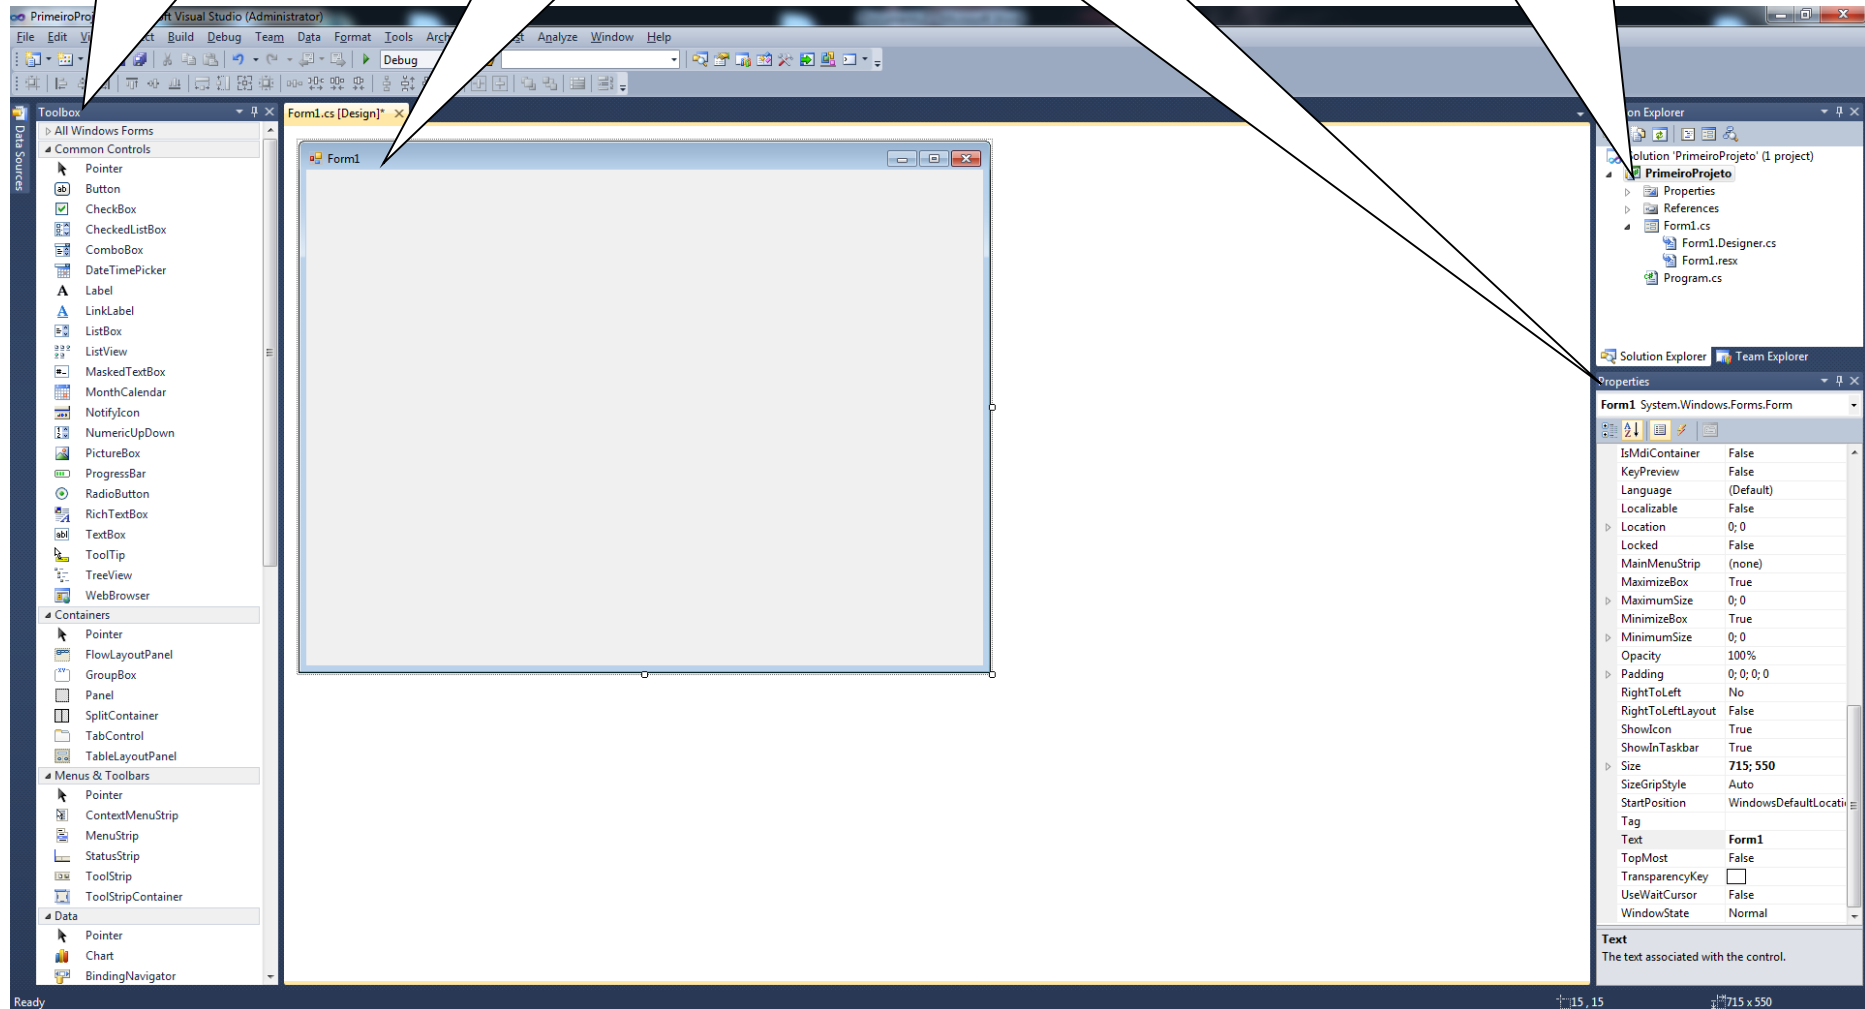 PrimeiroPro ft Visual Studio (Administrator)
File Edit ct Build Debug Team Data Format Tools st Analyze Window Help
Debug
Data Sources
Toolbox
All Windows Forms
Common Controls
Pointer
Button
CheckBox
CheckedListBox
ComboBox
DateTimePicker
Label
LinkLabel
ListBox
ListView
MaskedTextBox
MonthCalendar
NotifyIcon
NumericUpDown
PictureBox
ProgressBar
RadioButton
RichTextBox
TextBox
ToolTip
TreeView
WebBrowser
Containers
Pointer
FlowLayoutPanel
GroupBox
Panel
SplitContainer
TabControl
TableLayoutPanel
Menus & Toolbars
Pointer
ContextMenuStrip
MenuStrip
StatusStrip
ToolStrip
ToolStripContainer
Data
Pointer
Chart
BindingNavigator
Form1.cs [Design]*
Form1
on Explorer
Solution 'PrimeiroProjeto' (1 project)
PrimeiroProjeto
Properties
References
Form1.cs
Form1.Designer.cs
Form1.resx
Program.cs
Solution Explorer Team Explorer
Properties
Form1 System.Windows.Forms.Form
IsMdiContainer False
KeyPreview False
Language (Default)
Localizable False
Location 0; 0
Locked False
MainMenuStrip (none)
MaximizeBox True
MaximumSize 0; 0
MinimizeBox True
MinimumSize 0; 0
Opacity 100%
Padding 0; 0; 0; 0
RightToLeft No
RightToLeftLayout False
ShowIcon True
ShowInTaskbar True
Size 715; 550
SizeGripStyle Auto
StartPosition WindowsDefaultLocati
Tag
Text Form1
TopMost False
TransparencyKey
UseWaitCursor False
WindowState Normal
Text
The text associated with the control.
Ready 15 , 15 715 x 550